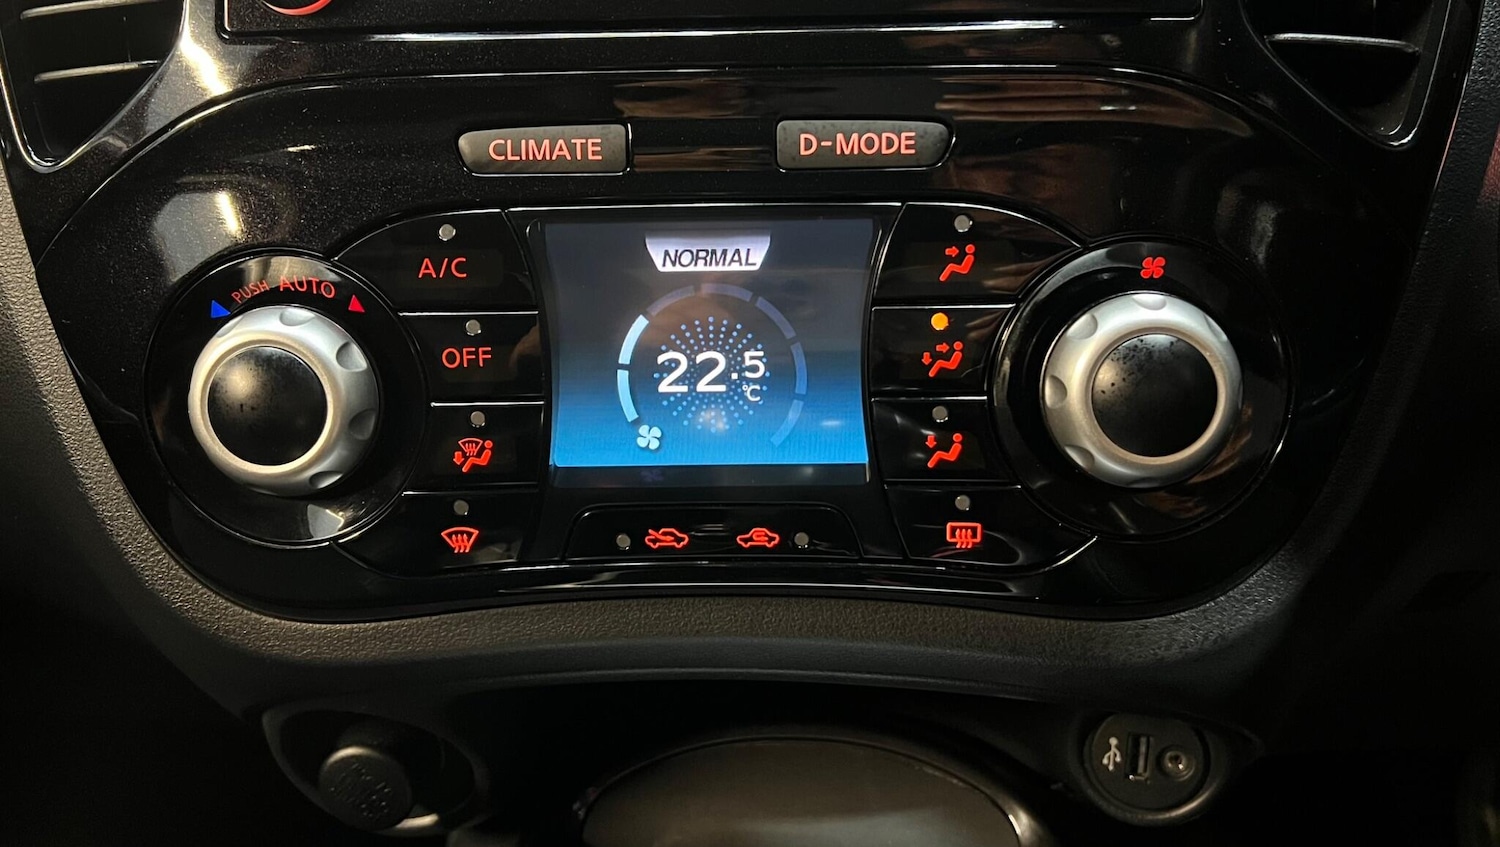 CLIMATE
D-MODE
A/C
PUSH AUTO
OFF
NORMAL
22.5
°C